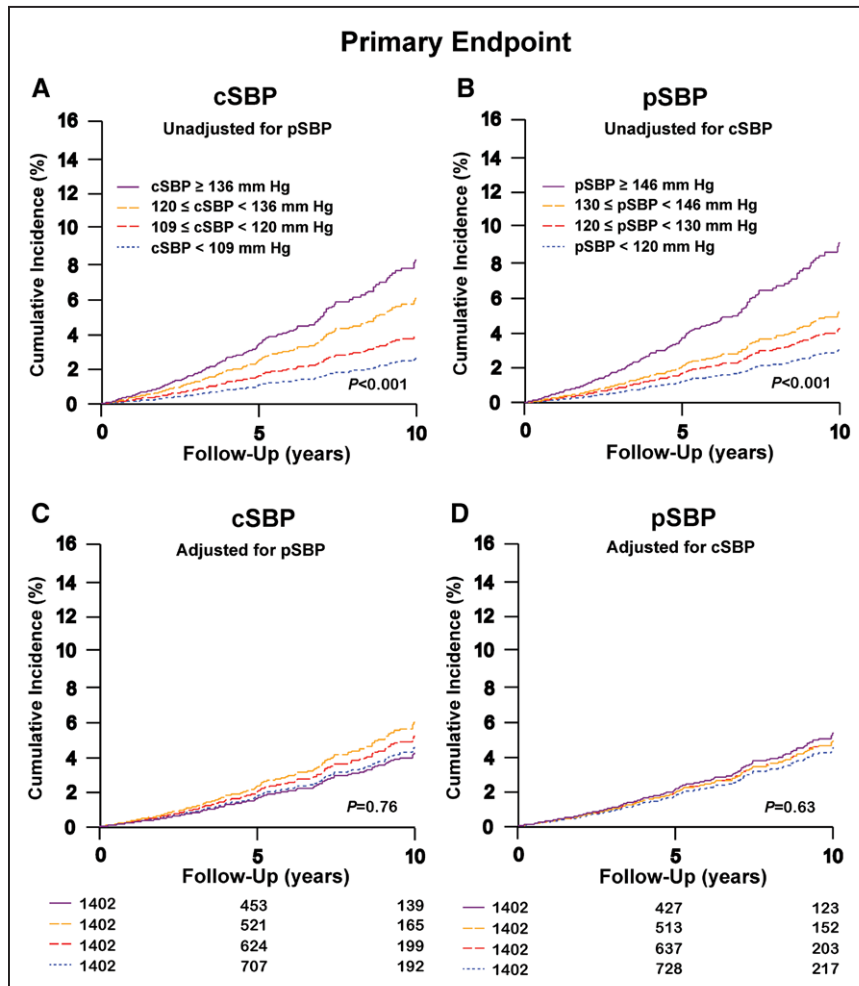 Primary Endpoint
A
cSBP
Unadjusted for pSBP
16
14
12
10
8
6
4
2
0
Cumulative Incidence (%)
cSBP ≥ 136 mm Hg
120 ≤ cSBP < 136 mm Hg
109 ≤ cSBP < 120 mm Hg
cSBP < 109 mm Hg
P<0.001
0 5 10
Follow-Up (years)
B
pSBP
Unadjusted for cSBP
16
14
12
10
8
6
4
2
0
Cumulative Incidence (%)
pSBP ≥ 146 mm Hg
130 ≤ pSBP < 146 mm Hg
120 ≤ pSBP < 130 mm Hg
pSBP < 120 mm Hg
P<0.001
0 5 10
Follow-Up (years)
C
cSBP
Adjusted for pSBP
16
14
12
10
8
6
4
2
0
Cumulative Incidence (%)
P=0.76
0 5 10
Follow-Up (years)
1402 453 139
1402 521 165
1402 624 199
1402 707 192
D
pSBP
Adjusted for cSBP
16
14
12
10
8
6
4
2
0
Cumulative Incidence (%)
P=0.63
0 5 10
Follow-Up (years)
1402 427 123
1402 513 152
1402 637 203
1402 728 217